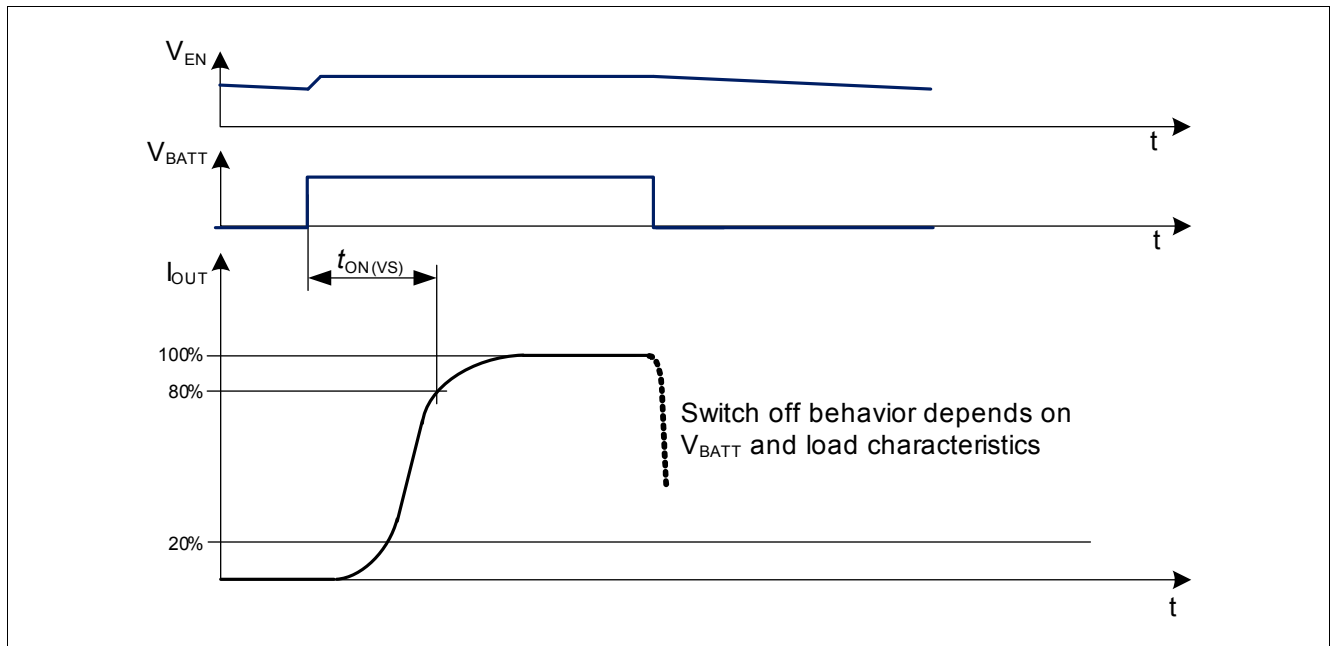 VEN
t
VBATT
t
tON(VS)
IOUT
100%
80%
Switch off behavior depends on
VBATT and load characteristics
20%
t